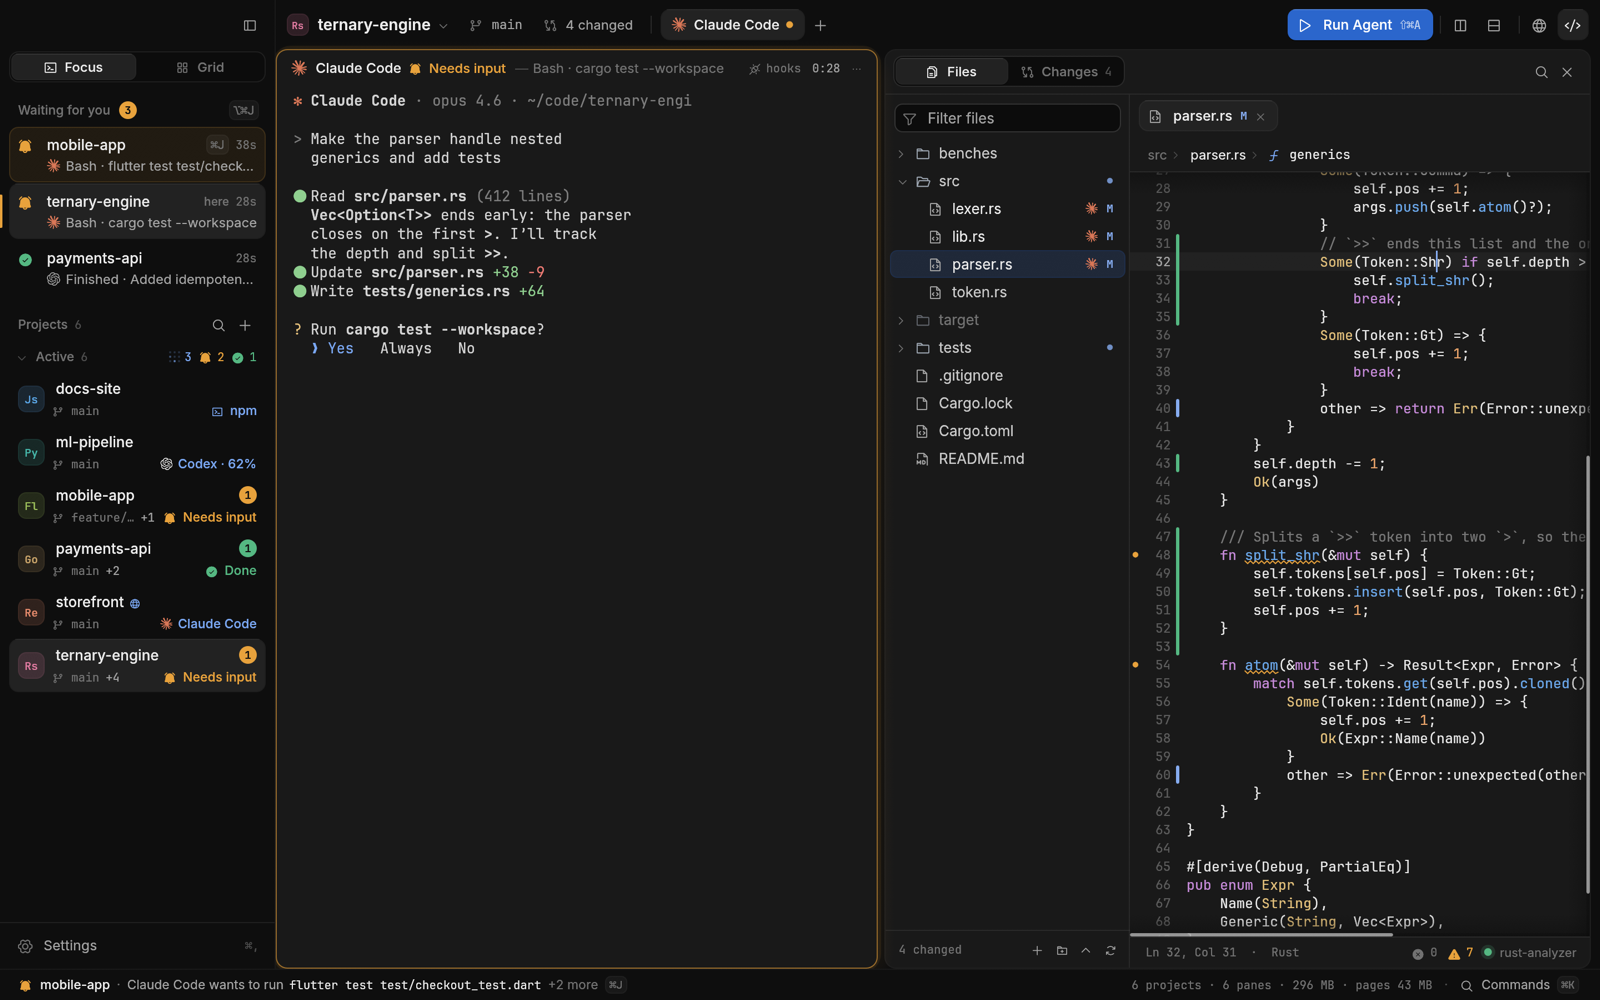 Rs ternary-engine main 4 changed Claude Code
Run Agent ⇧⌘A
Focus Grid
Waiting for you 3 ⌥⌘J
mobile-app ⌘J 38s
Bash · flutter test test/check…
ternary-engine here 28s
Bash · cargo test --workspace
payments-api 28s
Finished · Added idempoten…
Projects 6
Active 6 3 2 1
Js docs-site
main npm
Py ml-pipeline
main Codex · 62%
Fl mobile-app 1
feature/… +1 Needs input
Go payments-api 1
main +2 Done
Re storefront
main Claude Code
Rs ternary-engine 1
main +4 Needs input
Settings ⌘,
Claude Code Needs input — Bash · cargo test --workspace hooks 0:28 ···
* Claude Code · opus 4.6 · ~/code/ternary-engi
> Make the parser handle nested
generics and add tests
Read src/parser.rs (412 lines)
Vec<Option<T>> ends early: the parser
closes on the first >. I’ll track
the depth and split >>.
Update src/parser.rs +38 -9
Write tests/generics.rs +64
? Run cargo test --workspace?
❯ Yes Always No
Files Changes 4
Filter files
benches
src
lexer.rs M
lib.rs M
parser.rs M
token.rs
target
tests
.gitignore
Cargo.lock
Cargo.toml
README.md
4 changed
parser.rs M
src > parser.rs > f generics
28 self.pos += 1;
29 args.push(self.atom()?);
30 }
31 // `>>` ends this list and the
32 Some(Token::Shr) if self.depth >
33 self.split_shr();
34 break;
35 }
36 Some(Token::Gt) => {
37 self.pos += 1;
38 break;
39 }
40 other => return Err(Error::unexpe
41 }
42 }
43 self.depth -= 1;
44 Ok(args)
45 }
46
47 /// Splits a `>>` token into two `>`, so the
48 fn split_shr(&mut self) {
49 self.tokens[self.pos] = Token::Gt;
50 self.tokens.insert(self.pos, Token::Gt);
51 self.pos += 1;
52 }
53
54 fn atom(&mut self) -> Result<Expr, Error> {
55 match self.tokens.get(self.pos).cloned()
56 Some(Token::Ident(name)) => {
57 self.pos += 1;
58 Ok(Expr::Name(name))
59 }
60 other => Err(Error::unexpected(other
61 }
62 }
63 }
64
65 #[derive(Debug, PartialEq)]
66 pub enum Expr {
67 Name(String),
68 Generic(String, Vec<Expr>),
Ln 32, Col 31 · Rust 0 7 rust-analyzer
mobile-app · Claude Code wants to run flutter test test/checkout_test.dart +2 more ⌘J
6 projects · 6 panes · 296 MB · pages 43 MB · Commands ⌘K